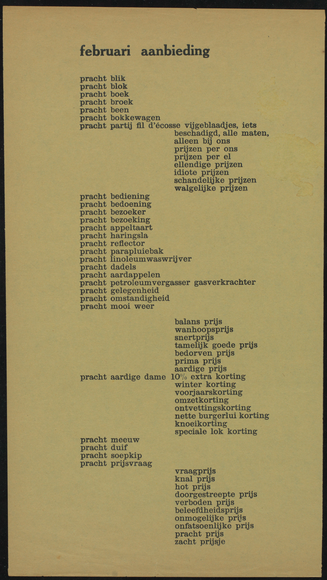 februari aanbieding
pracht blik
pracht blok
pracht boek
pracht broek
pracht been
pracht bokkewagen
pracht partij fil d'écosse vijgeblaadjes, iets
beschadigd, alle maten,
alleen bij ons
prijzen per ons
prijzen per el
ellendige prijzen
idiote prijzen
schandelijke prijzen
walgelijke prijzen
pracht bediening
pracht bedoening
pracht bezoeker
pracht bezoeking
pracht appeltaart
pracht haringsla
pracht reflector
pracht parapluiebak
pracht linoleumwaswrijver
pracht dadels
pracht aardappelen
pracht petroleumvergasser gasverkrachter
pracht gelegenheid
pracht omstandigheid
pracht mooi weer
balans prijs
wanhoopsprijs
snertprijs
tamelijk goede prijs
bedorven prijs
prima prijs
aardige prijs
pracht aardige dame 10% extra korting
winter korting
voorjaarskorting
omzetkorting
ontvettingskorting
nette burgerlui korting
knoeikorting
speciale lok korting
pracht meeuw
pracht duif
pracht soepkip
pracht prijsvraag
vraagprijs
knal prijs
hot prijs
doorgestreepte prijs
verboden prijs
beleefdheidsprijs
onmogelijke prijs
onfatsoenlijke prijs
pracht prijs
zacht prijsje